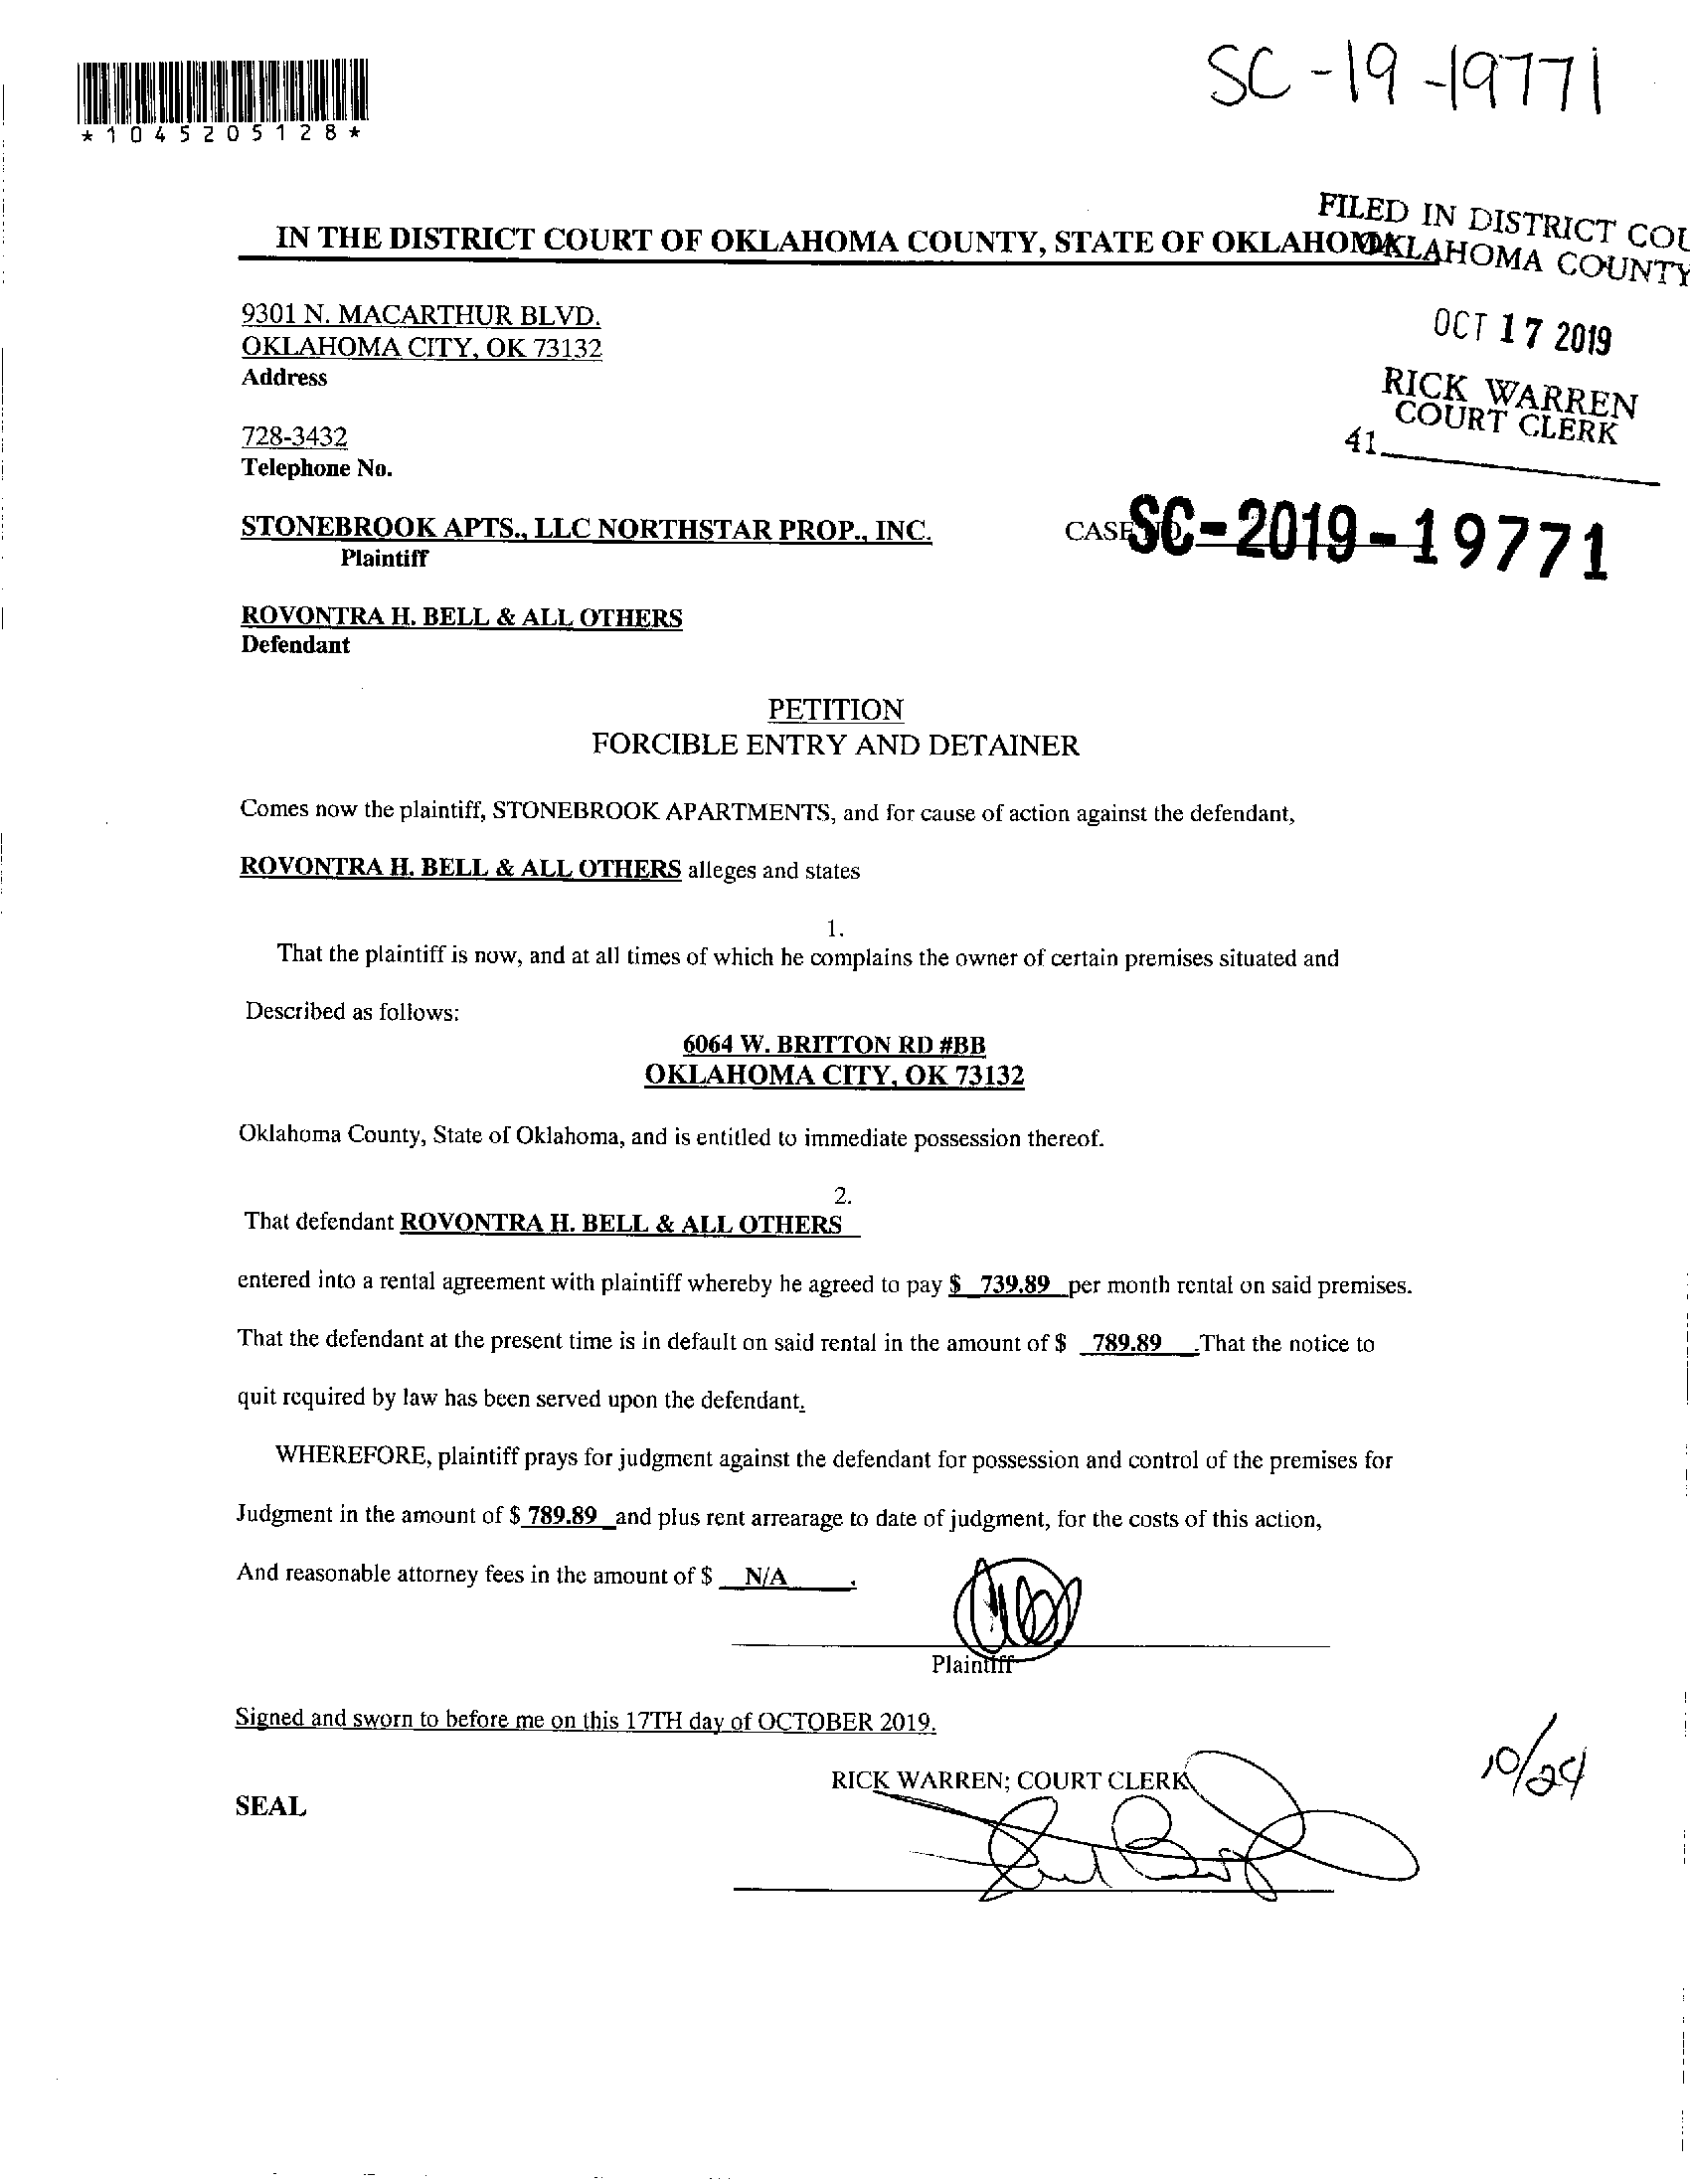 SC-19-19771
*1045205128*
FILED IN DISTRICT COU
OKLAHOMA COUNTY
IN THE DISTRICT COURT OF OKLAHOMA COUNTY, STATE OF OKLAHOMA
9301 N. MACARTHUR BLVD.
OKLAHOMA CITY, OK 73132
Address
OCT 17 2019
RICK WARREN
COURT CLERK
41
728-3432
Telephone No.
STONEBROOK APTS., LLC NORTHSTAR PROP., INC.
Plaintiff
CASE SC-2019-19771
ROVONTRA H. BELL & ALL OTHERS
Defendant
PETITION
FORCIBLE ENTRY AND DETAINER
Comes now the plaintiff, STONEBROOK APARTMENTS, and for cause of action against the defendant,
ROVONTRA H. BELL & ALL OTHERS alleges and states
1.
That the plaintiff is now, and at all times of which he complains the owner of certain premises situated and
Described as follows:
6064 W. BRITTON RD #BB
OKLAHOMA CITY, OK 73132
Oklahoma County, State of Oklahoma, and is entitled to immediate possession thereof.
2.
That defendant ROVONTRA H. BELL & ALL OTHERS
entered into a rental agreement with plaintiff whereby he agreed to pay $ 739.89 per month rental on said premises.
That the defendant at the present time is in default on said rental in the amount of $ 789.89 .That the notice to
quit required by law has been served upon the defendant.
WHEREFORE, plaintiff prays for judgment against the defendant for possession and control of the premises for
Judgment in the amount of $ 789.89 and plus rent arrearage to date of judgment, for the costs of this action,
And reasonable attorney fees in the amount of $ N/A .
Plaintiff
Signed and sworn to before me on this 17TH day of OCTOBER 2019.
10/24
RICK WARREN; COURT CLERK
SEAL